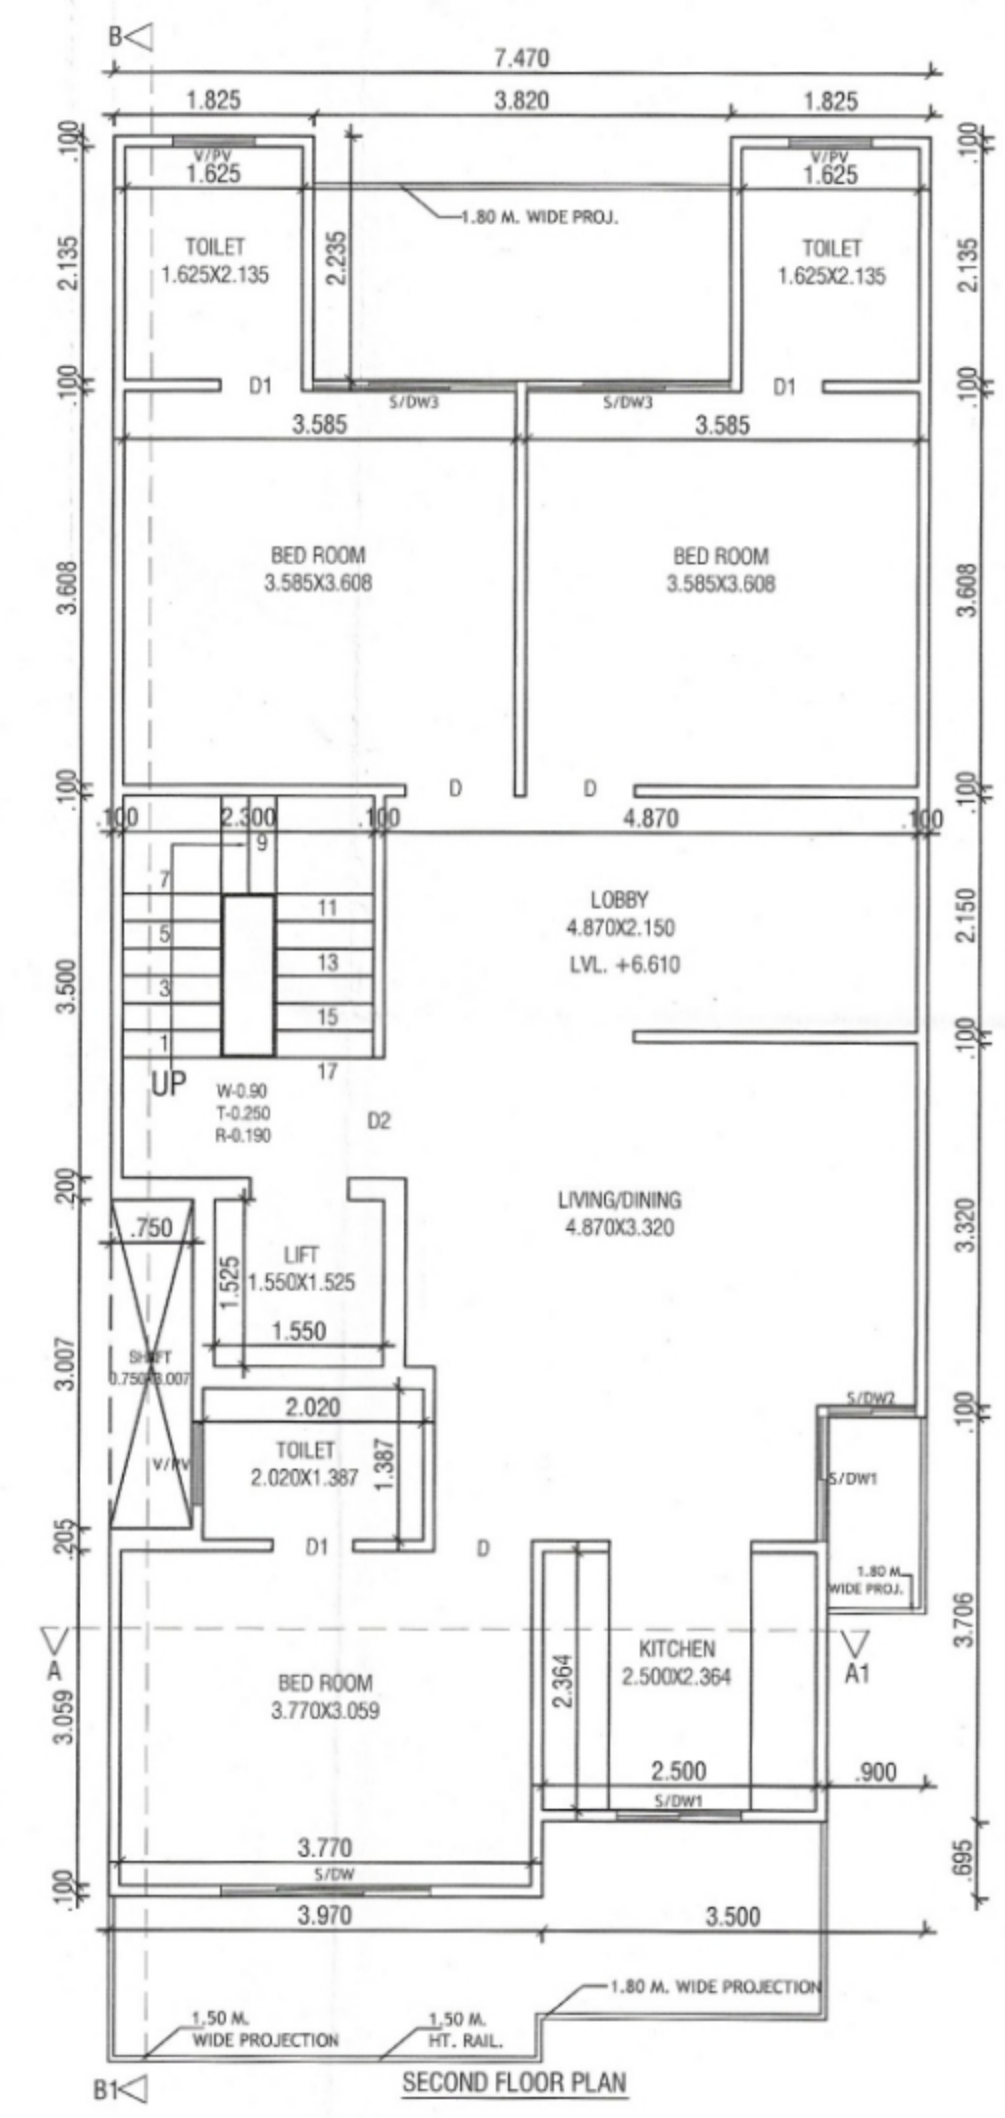 B
7.470
1.825 3.820 1.825
.100 .100
V/PV V/PV
1.625 1.625
1.80 M. WIDE PROJ.
TOILET
1.625X2.135
TOILET
1.625X2.135
2.135 2.235 2.135
.100 D1 D1 .100
S/DW3 S/DW3
3.585 3.585
BED ROOM
3.585X3.608
BED ROOM
3.585X3.608
3.608 3.608
.100 D D .100
.100 2.300 .100 4.870 .100
9
7
11
5
13
3
15
1
17
UP
3.500
LOBBY
4.870X2.150
LVL. +6.610
2.150
.100
W-0.90
T-0.250
R-0.190
D2
.200
.750
LIFT
1.550X1.525
1.525
1.550
LIVING/DINING
4.870X3.320
3.320
SHAFT
0.750X3.007
3.007
2.020
TOILET
2.020X1.387
1.387
V/PV
S/DW2
.100
S/DW1
.205
D1
D
1.80 M.
WIDE PROJ.
3.706
A
A1
KITCHEN
2.500X2.364
2.364
BED ROOM
3.770X3.059
3.059
2.500
.900
S/DW1
3.770
S/DW
.695
.100
3.970 3.500
1.80 M. WIDE PROJECTION
1.50 M.
WIDE PROJECTION
1.50 M.
HT. RAIL.
SECOND FLOOR PLAN
B1